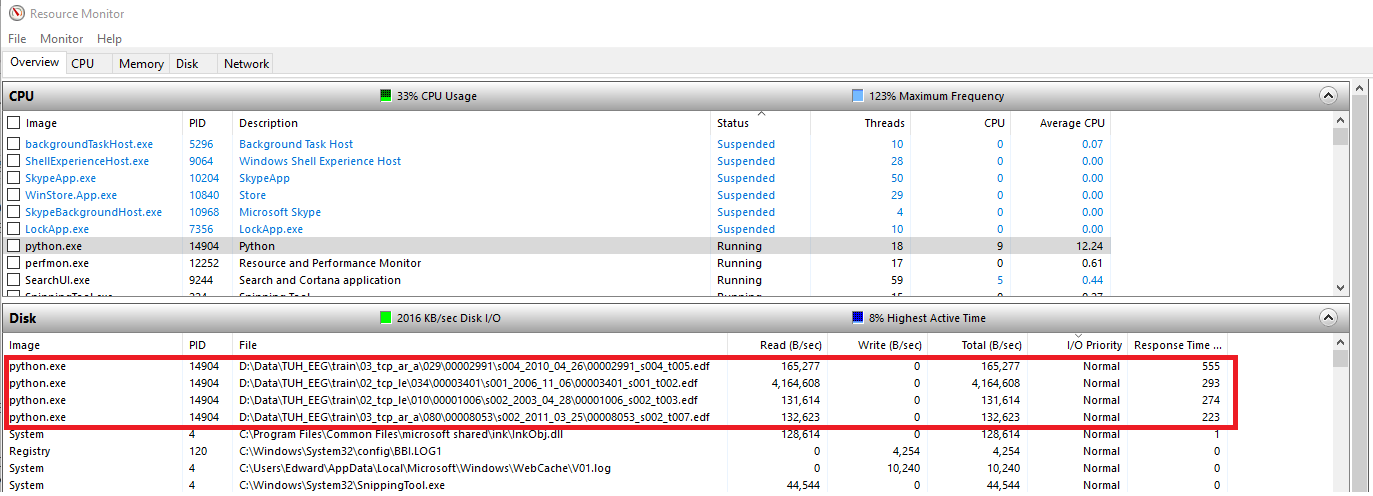 Resource Monitor
File Monitor Help
Overview CPU Memory Disk Network
CPU 33% CPU Usage 123% Maximum Frequency
Image PID Description Status Threads CPU Average CPU
backgroundTaskHost.exe 5296 Background Task Host Suspended 10 0 0.07
ShellExperienceHost.exe 9064 Windows Shell Experience Host Suspended 28 0 0.00
SkypeApp.exe 10204 SkypeApp Suspended 50 0 0.00
WinStore.App.exe 10840 Store Suspended 29 0 0.00
SkypeBackgroundHost.exe 10968 Microsoft Skype Suspended 4 0 0.00
LockApp.exe 7356 LockApp.exe Suspended 10 0 0.00
python.exe 14904 Python Running 18 9 12.24
perfmon.exe 12252 Resource and Performance Monitor Running 17 0 0.61
SearchUI.exe 9244 Search and Cortana application Running 59 5 0.44
Disk 2016 KB/sec Disk I/O 8% Highest Active Time
Image PID File Read (B/sec) Write (B/sec) Total (B/sec) I/O Priority Response Time ...
python.exe 14904 D:\Data\TUH_EEG\train\03_tcp_ar_a\029\00002991\s004_2010_04_26\00002991_s004_t005.edf 165,277 0 165,277 Normal 555
python.exe 14904 D:\Data\TUH_EEG\train\02_tcp_le\034\00003401\s001_2006_11_06\00003401_s001_t002.edf 4,164,608 0 4,164,608 Normal 293
python.exe 14904 D:\Data\TUH_EEG\train\02_tcp_le\010\00001006\s002_2003_04_28\00001006_s002_t003.edf 131,614 0 131,614 Normal 274
python.exe 14904 D:\Data\TUH_EEG\train\03_tcp_ar_a\080\00008053\s002_2011_03_25\00008053_s002_t007.edf 132,623 0 132,623 Normal 223
System 4 C:\Program Files\Common Files\microsoft shared\ink\InkObj.dll 128,614 0 128,614 Normal 1
Registry 120 C:\Windows\System32\config\BBI.LOG1 0 4,254 4,254 Normal 0
System 4 C:\Users\Edward\AppData\Local\Microsoft\Windows\WebCache\V01.log 0 10,240 10,240 Normal 0
System 4 C:\Windows\System32\SnippingTool.exe 44,544 0 44,544 Normal 0